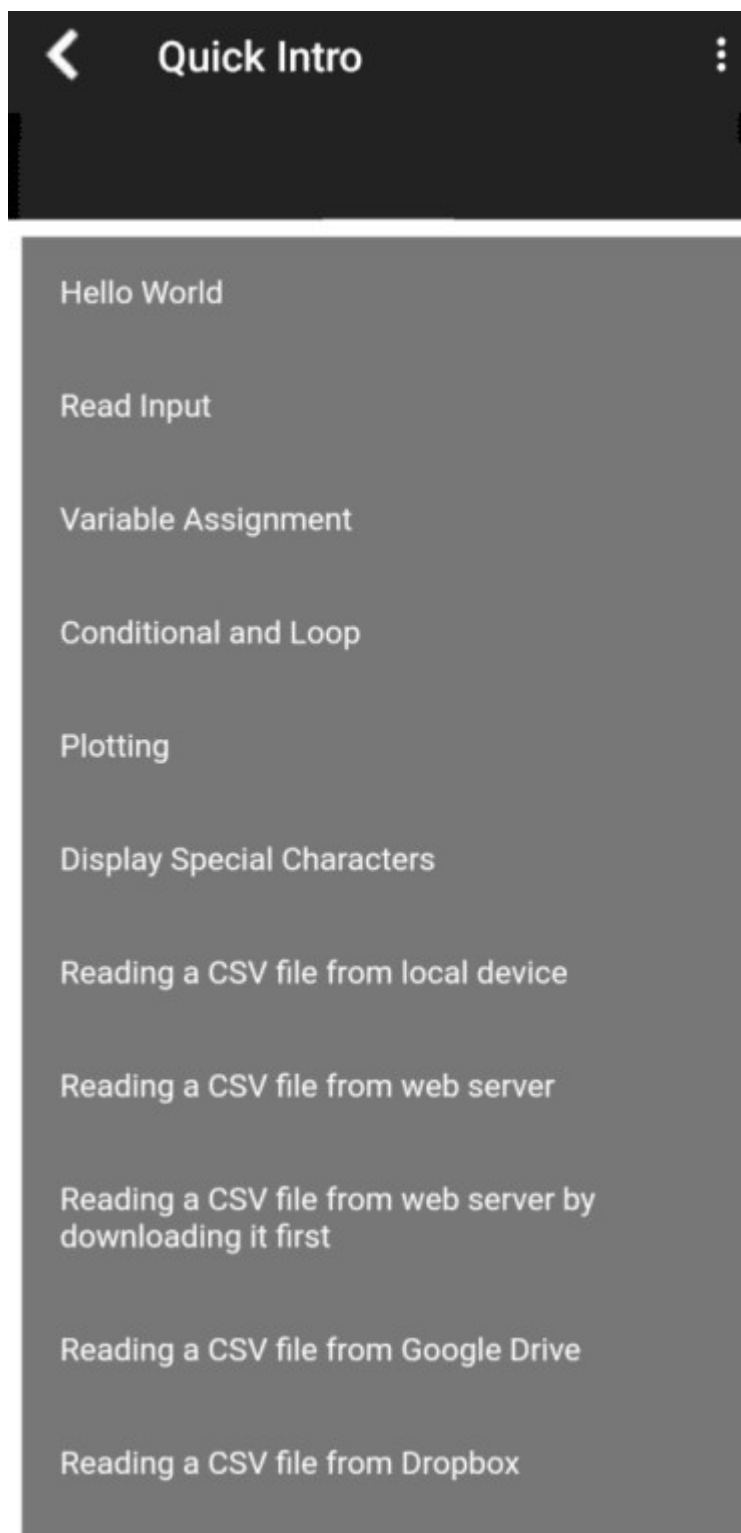 Quick Intro
Hello World
Read Input
Variable Assignment
Conditional and Loop
Plotting
Display Special Characters
Reading a CSV file from local device
Reading a CSV file from web server
Reading a CSV file from web server by
downloading it first
Reading a CSV file from Google Drive
Reading a CSV file from Dropbox